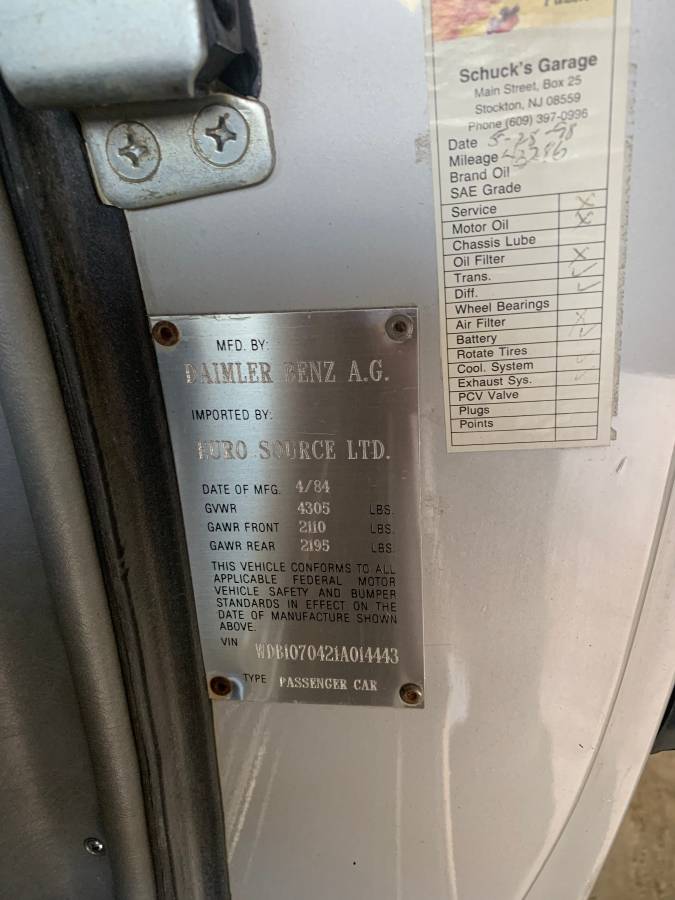 Schuck's Garage
Main Street, Box 25
Stockton, NJ 08559
Phone (609) 397-0996
Date 5-28-98
Mileage 43286
Brand Oil
SAE Grade
Service X
Motor Oil X
Chassis Lube
Oil Filter X
Trans. ✓
Diff. ✓
Wheel Bearings
Air Filter X
Battery ✓
Rotate Tires
Cool. System ✓
Exhaust Sys. ✓
PCV Valve
Plugs
Points
MFD. BY:
DAIMLER BENZ A.G.
IMPORTED BY:
EURO SOURCE LTD.
DATE OF MFG. 4/84
GVWR 4305 LBS.
GAWR FRONT 2110 LBS.
GAWR REAR 2195 LBS.
THIS VEHICLE CONFORMS TO ALL
APPLICABLE FEDERAL MOTOR
VEHICLE SAFETY AND BUMPER
STANDARDS IN EFFECT ON THE
DATE OF MANUFACTURE SHOWN
ABOVE.
VIN WDB1070421A014443
TYPE PASSENGER CAR